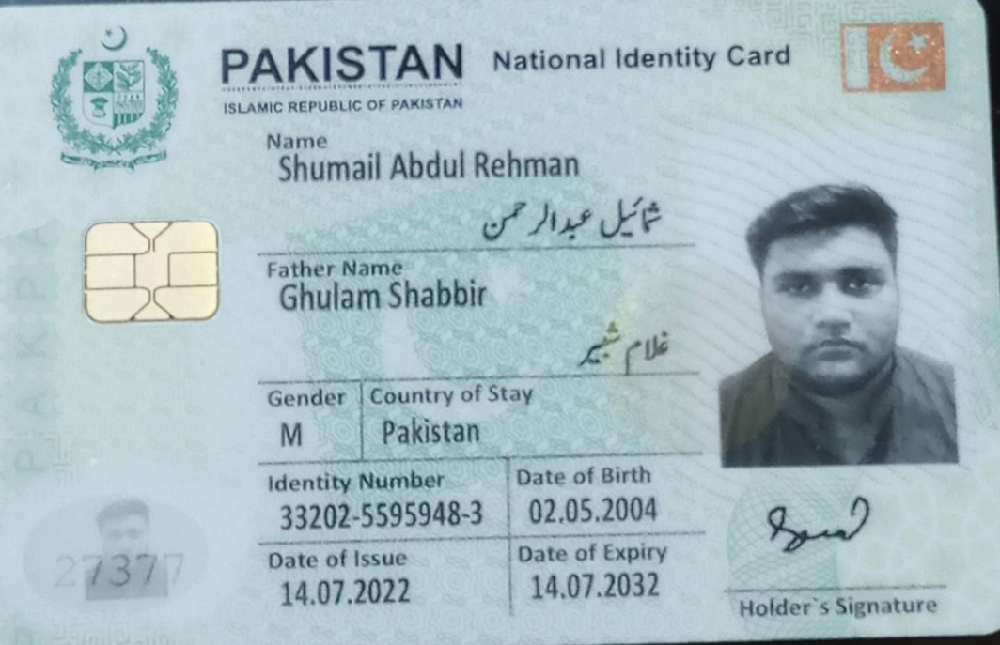 PAKISTAN National Identity Card
ISLAMIC REPUBLIC OF PAKISTAN
Name
Shumail Abdul Rehman
شمائیل عبدالرحمن
Father Name
Ghulam Shabbir
غلام شبیر
Gender Country of Stay
M Pakistan
Identity Number Date of Birth
33202-5595948-3 02.05.2004
Date of Issue Date of Expiry
14.07.2022 14.07.2032
27377
Holder`s Signature
PAKPA